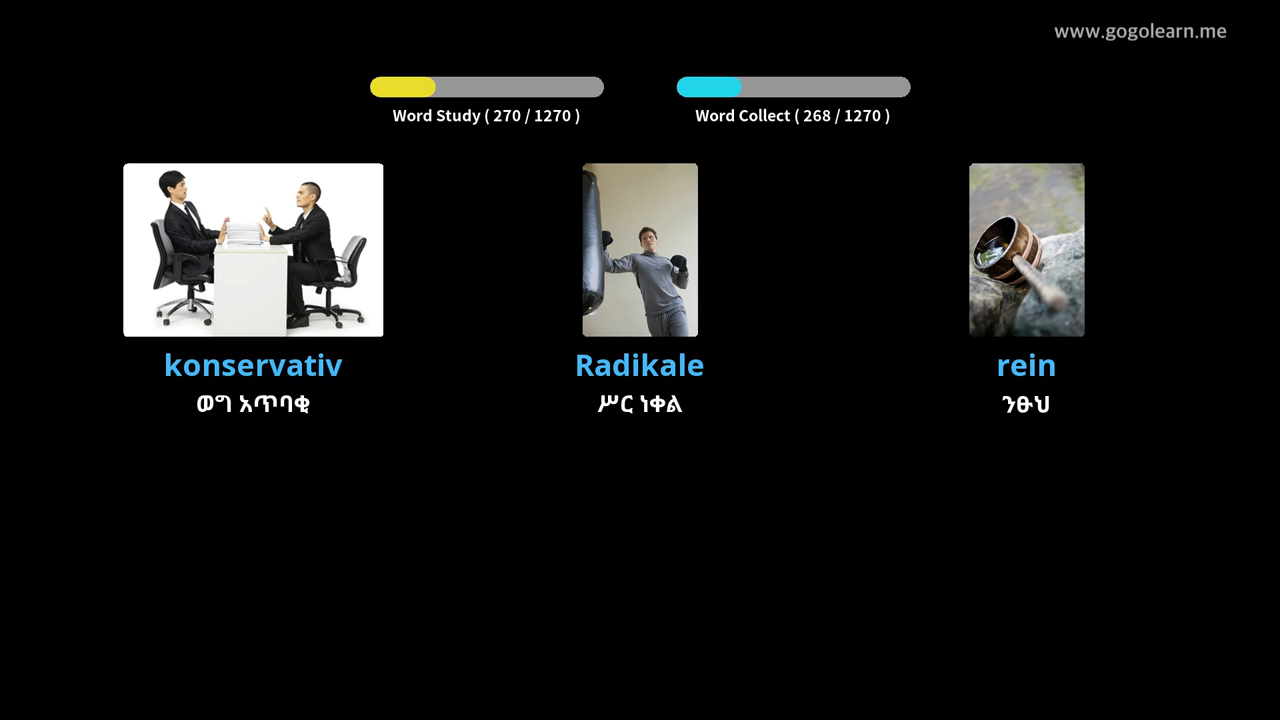 www.gogolearn.me
Word Study ( 270 / 1270 )
Word Collect ( 268 / 1270 )
konservativ
Radikale
rein
ወግ አጥባቂ
ሥር ነቀል
ንፁህ